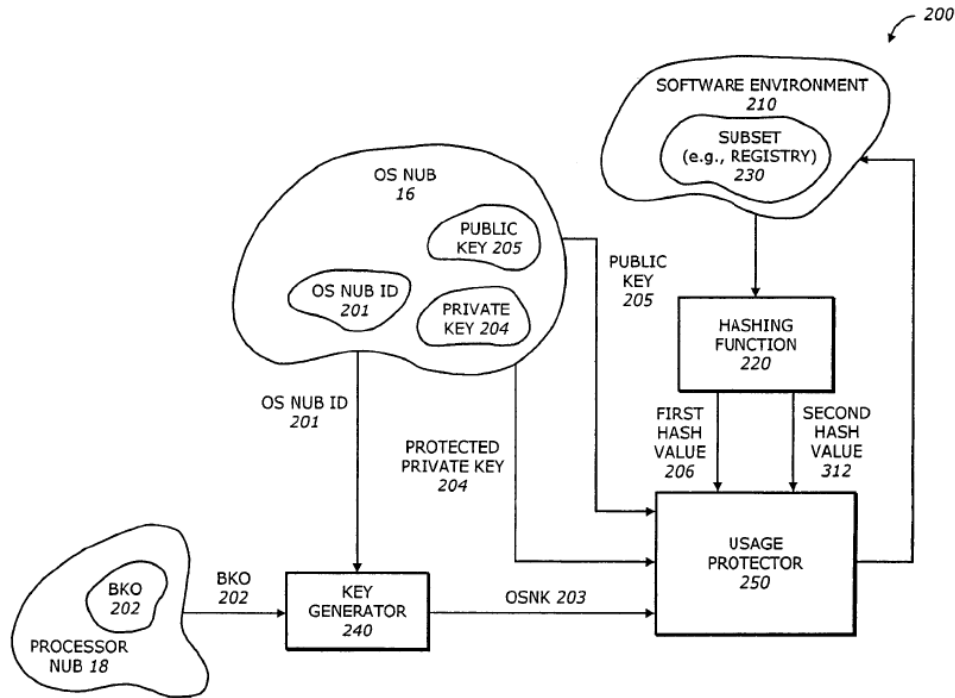 200
SOFTWARE ENVIRONMENT
210
SUBSET
(e.g., REGISTRY)
230
OS NUB
16
PUBLIC
KEY 205
OS NUB ID
201
PRIVATE
KEY 204
PUBLIC
KEY
205
HASHING
FUNCTION
220
OS NUB ID
201
FIRST
HASH
VALUE
206
SECOND
HASH
VALUE
312
PROTECTED
PRIVATE KEY
204
USAGE
PROTECTOR
250
BKO
202
PROCESSOR
NUB 18
BKO
202
KEY
GENERATOR
240
OSNK 203